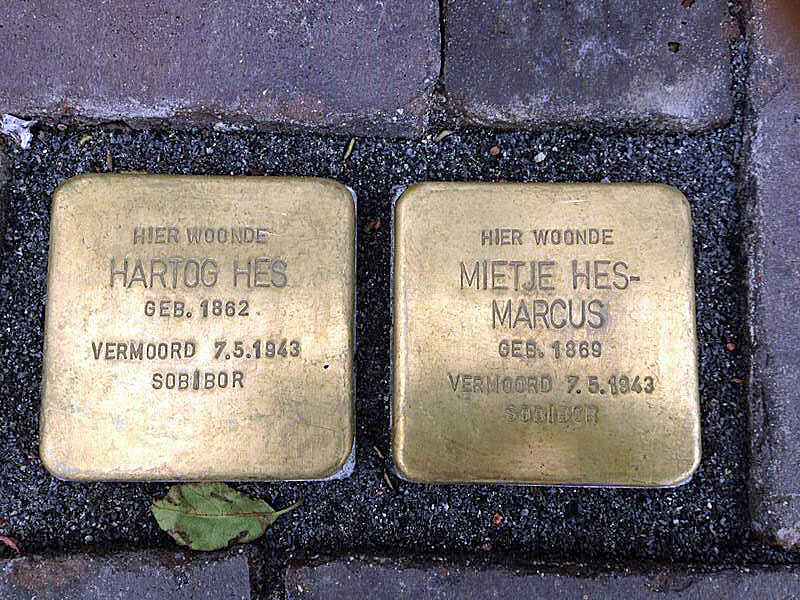 HIER WOONDE
HARTOG HES
GEB. 1862
VERMOORD 7.5.1943
SOBIBOR
HIER WOONDE
MIETJE HES-
MARCUS
GEB. 1869
VERMOORD 7.5.1943
SOBIBOR